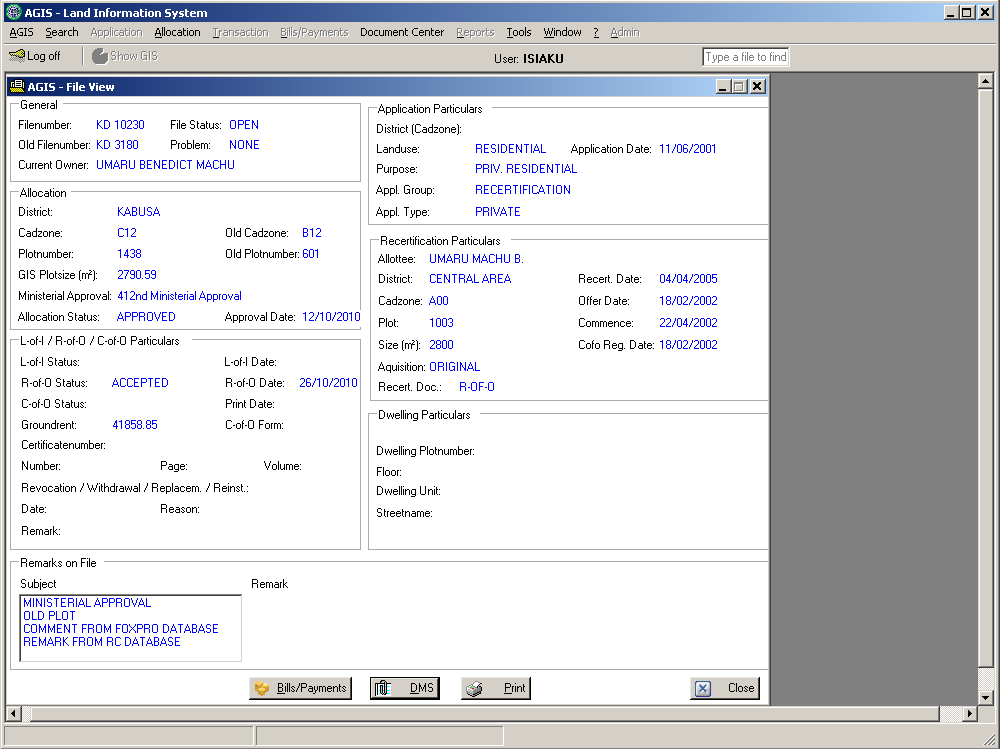 AGIS - Land Information System
AGIS Search Application Allocation Transaction Bills/Payments Document Center Reports Tools Window ? Admin
Log off Show GIS User: ISIAKU Type a file to find
AGIS - File View
General
Filenumber: KD 10230 File Status: OPEN
Old Filenumber: KD 3180 Problem: NONE
Current Owner: UMARU BENEDICT MACHU
Allocation
District: KABUSA
Cadzone: C12 Old Cadzone: B12
Plotnumber: 1438 Old Plotnumber: 601
GIS Plotsize (m²): 2790.59
Ministerial Approval: 412nd Ministerial Approval
Allocation Status: APPROVED Approval Date: 12/10/2010
L-of-I / R-of-O / C-of-O Particulars
L-of-I Status: L-of-I Date:
R-of-O Status: ACCEPTED R-of-O Date: 26/10/2010
C-of-O Status: Print Date:
Groundrent: 41858.85 C-of-O Form:
Certificatenumber:
Number: Page: Volume:
Revocation / Withdrawal / Replacem. / Reinst.:
Date: Reason:
Remark:
Application Particulars
District (Cadzone):
Landuse: RESIDENTIAL Application Date: 11/06/2001
Purpose: PRIV. RESIDENTIAL
Appl. Group: RECERTIFICATION
Appl. Type: PRIVATE
Recertification Particulars
Allottee: UMARU MACHU B.
District: CENTRAL AREA Recert. Date: 04/04/2005
Cadzone: A00 Offer Date: 18/02/2002
Plot: 1003 Commence: 22/04/2002
Size (m²): 2800 Cofo Reg. Date: 18/02/2002
Aquisition: ORIGINAL
Recert. Doc.: R-OF-O
Dwelling Particulars
Dwelling Plotnumber:
Floor:
Dwelling Unit:
Streetname:
Remarks on File
Subject Remark
MINISTERIAL APPROVAL
OLD PLOT
COMMENT FROM FOXPRO DATABASE
REMARK FROM RC DATABASE
Bills/Payments DMS Print Close